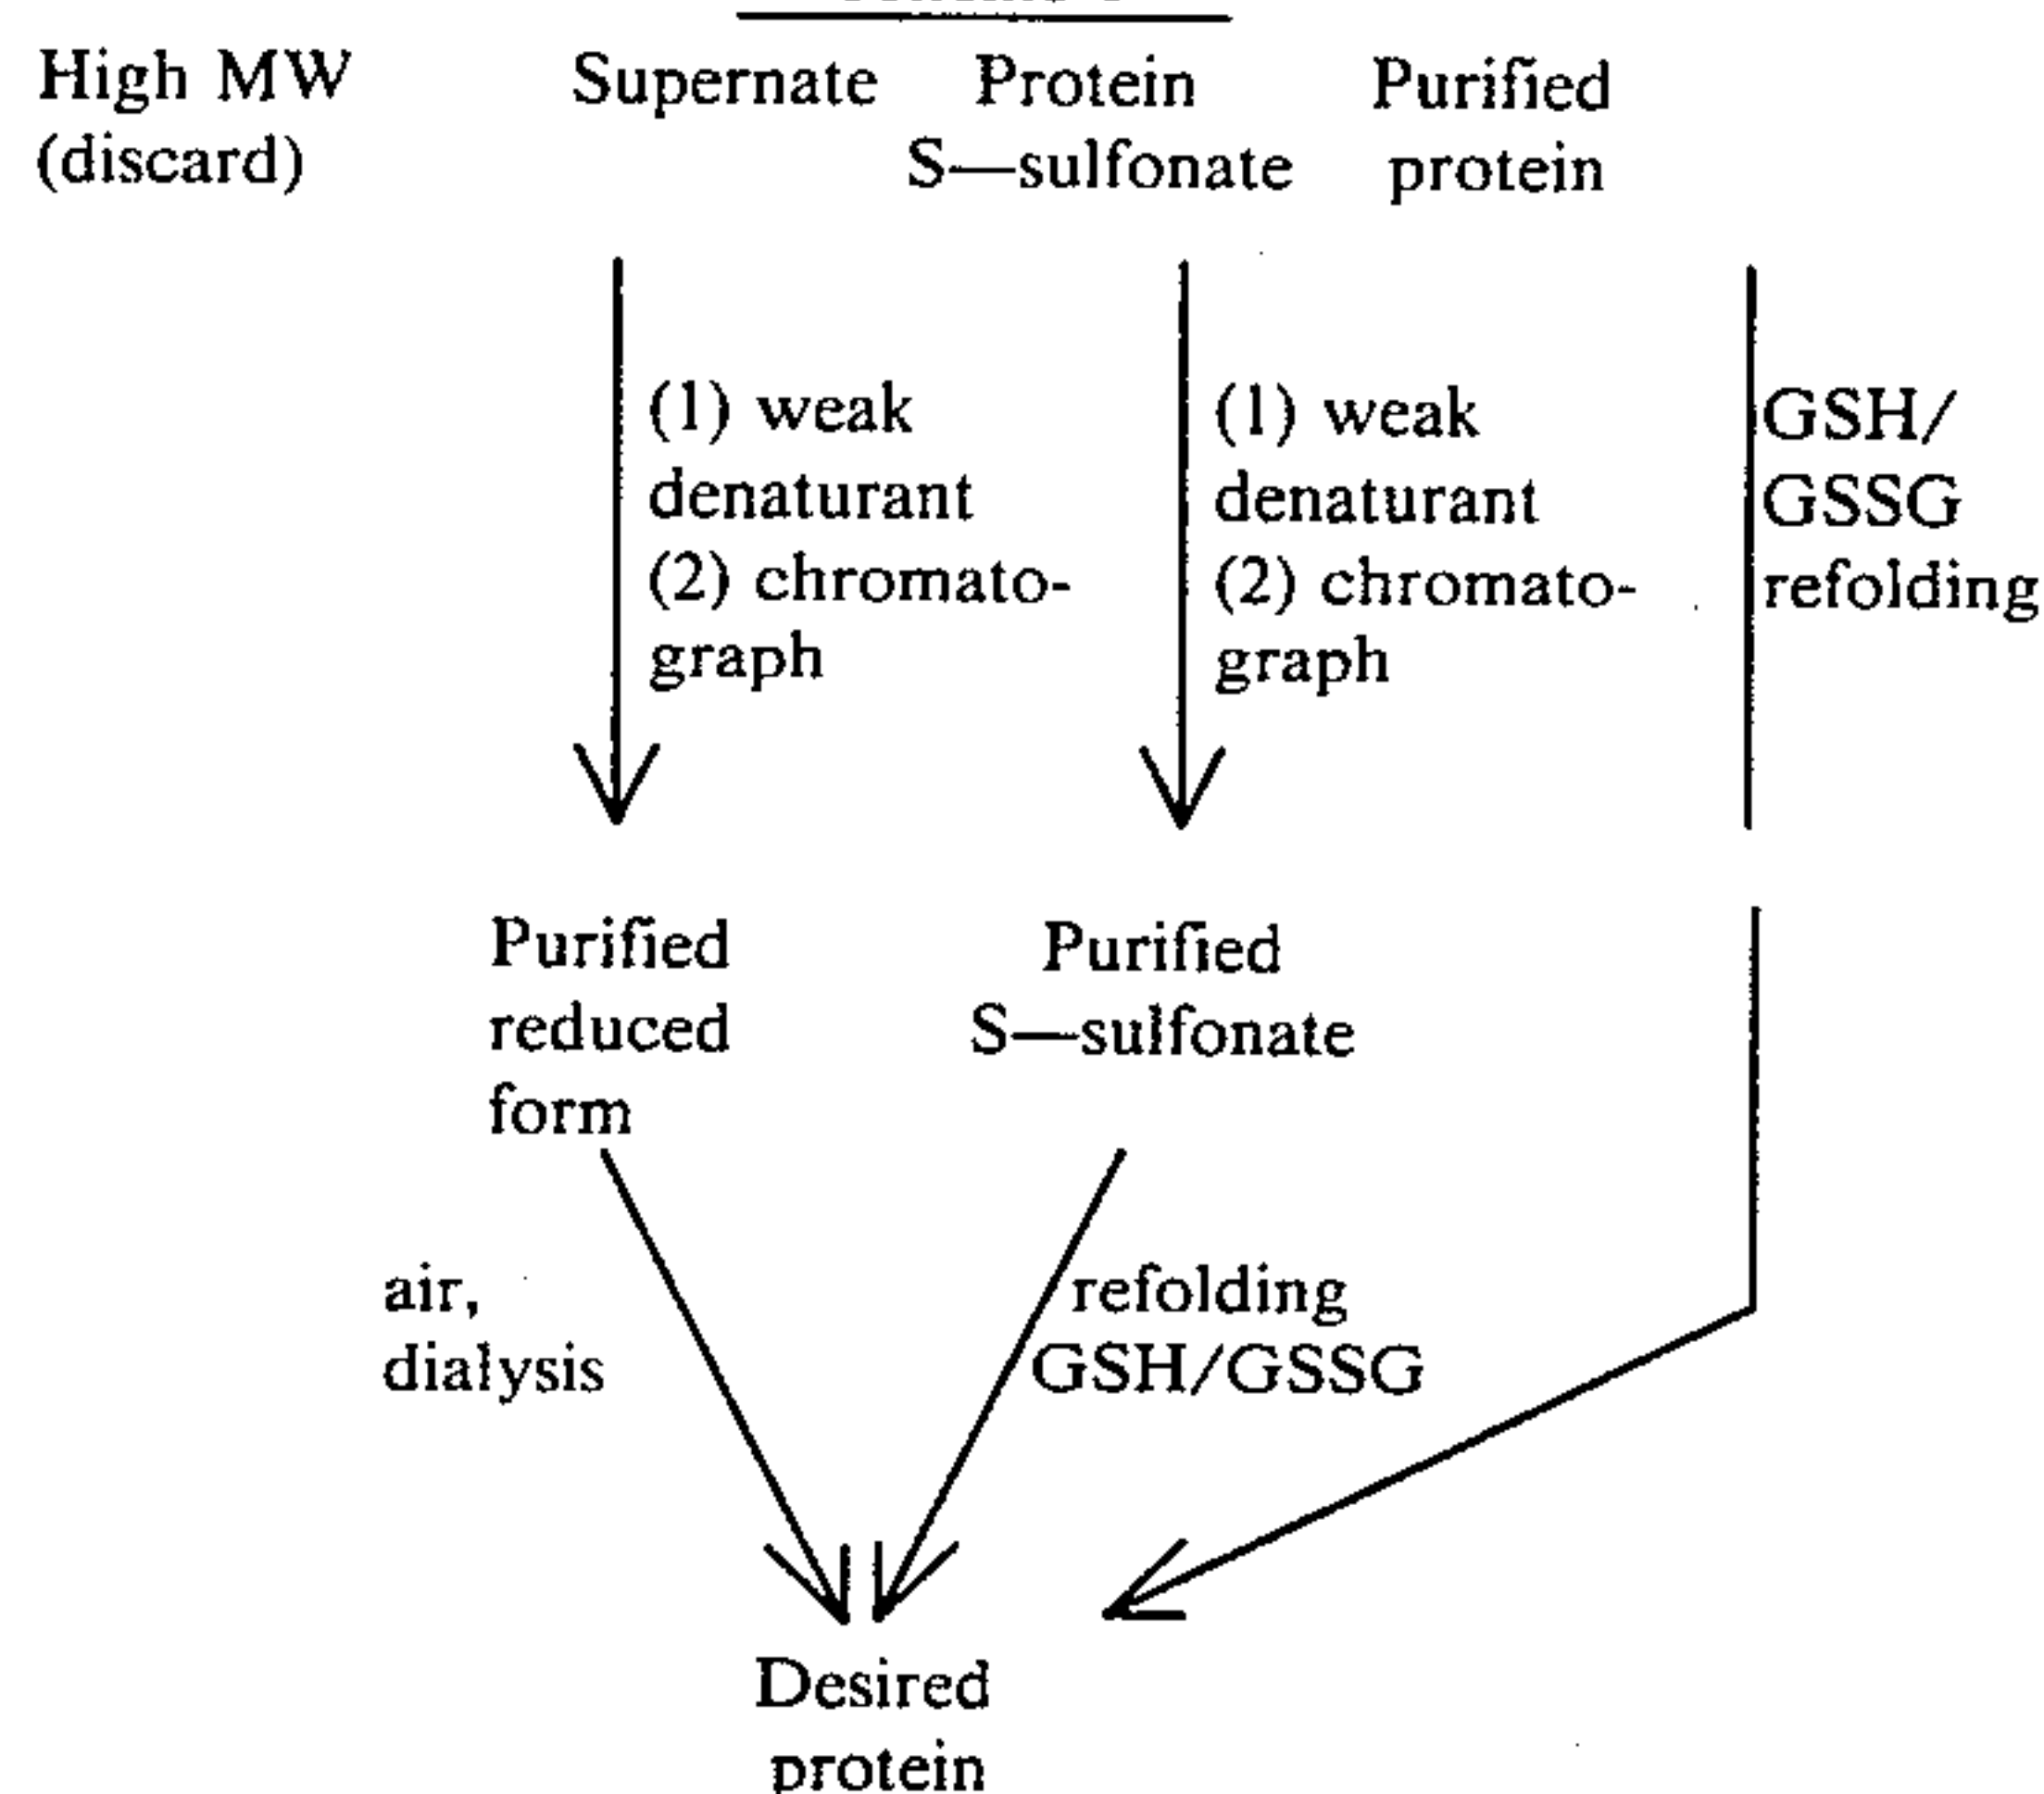 High MW
(discard)
Supernate
Protein
S—sulfonate
Purified
protein
(1) weak
denaturant
(2) chromato-
graph
(1) weak
denaturant
(2) chromato-
graph
GSH/
GSSG
refolding
Purified
reduced
form
Purified
S—sulfonate
air,
dialysis
refolding
GSH/GSSG
Desired
protein